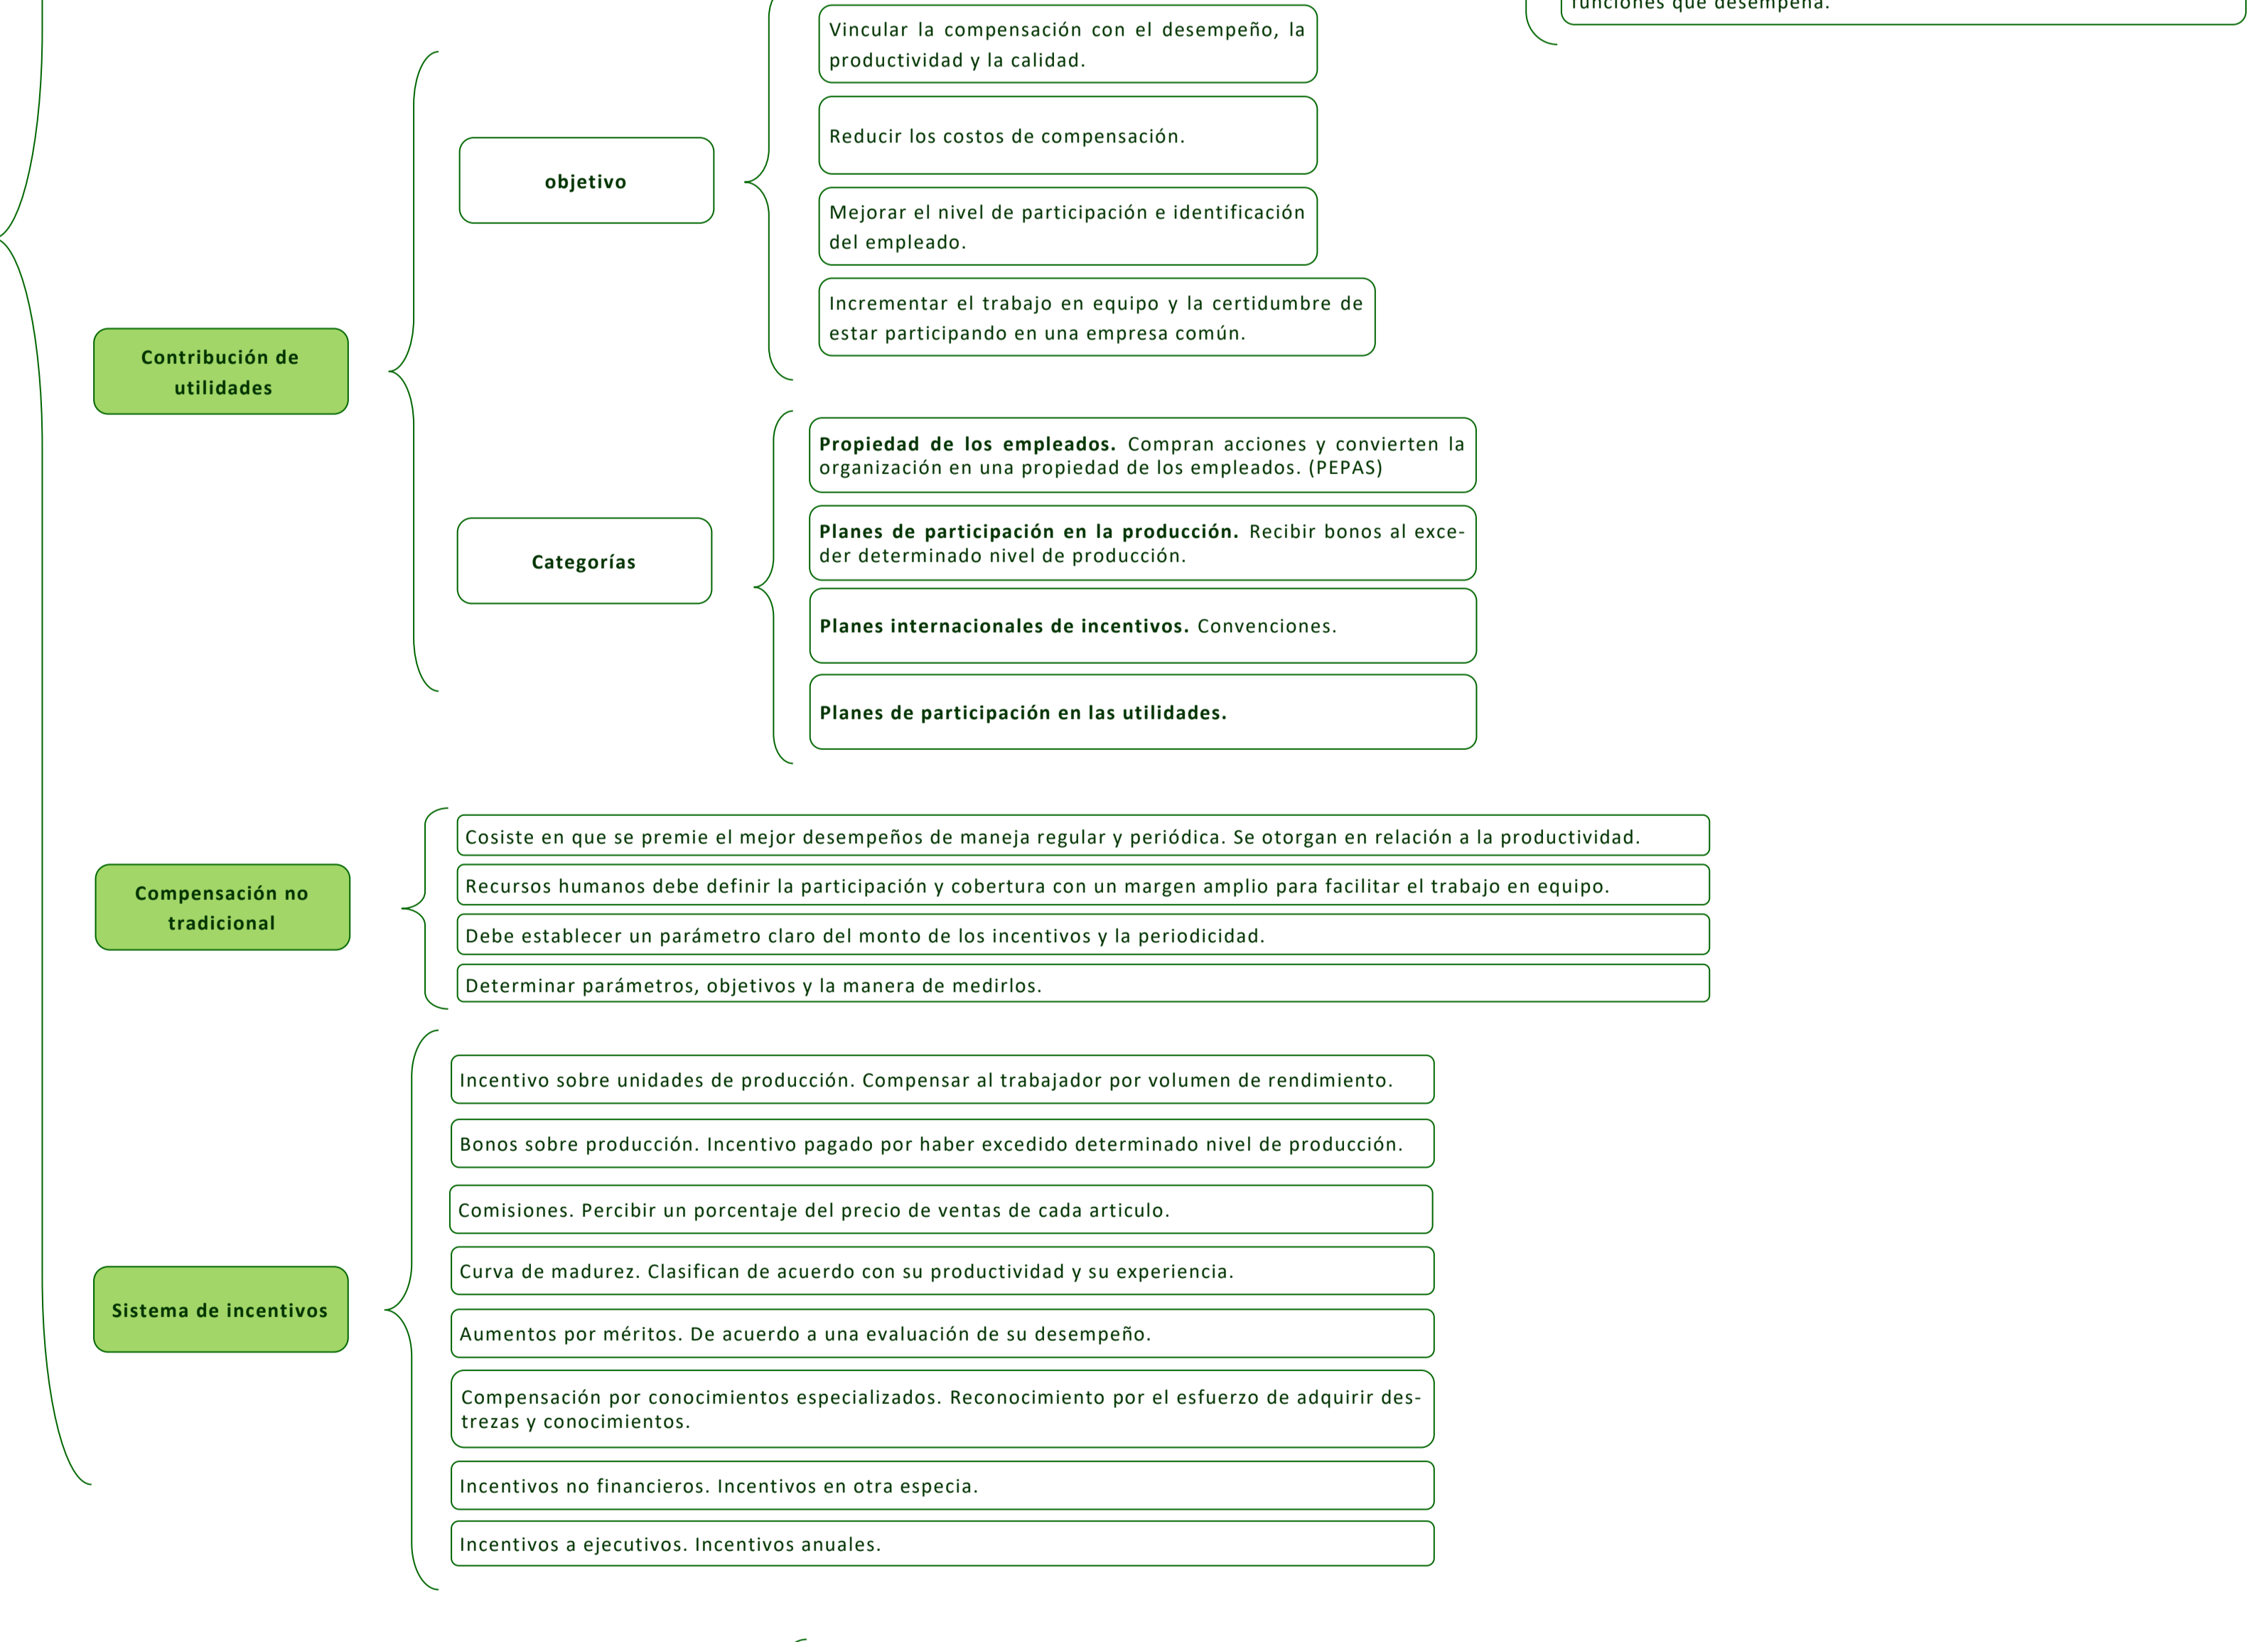 funciones que desempeña.
Vincular la compensación con el desempeño, la
productividad y la calidad.
Reducir los costos de compensación.
objetivo
Mejorar el nivel de participación e identificación
del empleado.
Incrementar el trabajo en equipo y la certidumbre de
estar participando en una empresa común.
Contribución de
utilidades
Propiedad de los empleados. Compran acciones y convierten la
organización en una propiedad de los empleados. (PEPAS)
Planes de participación en la producción. Recibir bonos al exce-
der determinado nivel de producción.
Categorías
Planes internacionales de incentivos. Convenciones.
Planes de participación en las utilidades.
Compensación no
tradicional
Cosiste en que se premie el mejor desempeños de maneja regular y periódica. Se otorgan en relación a la productividad.
Recursos humanos debe definir la participación y cobertura con un margen amplio para facilitar el trabajo en equipo.
Debe establecer un parámetro claro del monto de los incentivos y la periodicidad.
Determinar parámetros, objetivos y la manera de medirlos.
Sistema de incentivos
Incentivo sobre unidades de producción. Compensar al trabajador por volumen de rendimiento.
Bonos sobre producción. Incentivo pagado por haber excedido determinado nivel de producción.
Comisiones. Percibir un porcentaje del precio de ventas de cada articulo.
Curva de madurez. Clasifican de acuerdo con su productividad y su experiencia.
Aumentos por méritos. De acuerdo a una evaluación de su desempeño.
Compensación por conocimientos especializados. Reconocimiento por el esfuerzo de adquirir des-
trezas y conocimientos.
Incentivos no financieros. Incentivos en otra especia.
Incentivos a ejecutivos. Incentivos anuales.